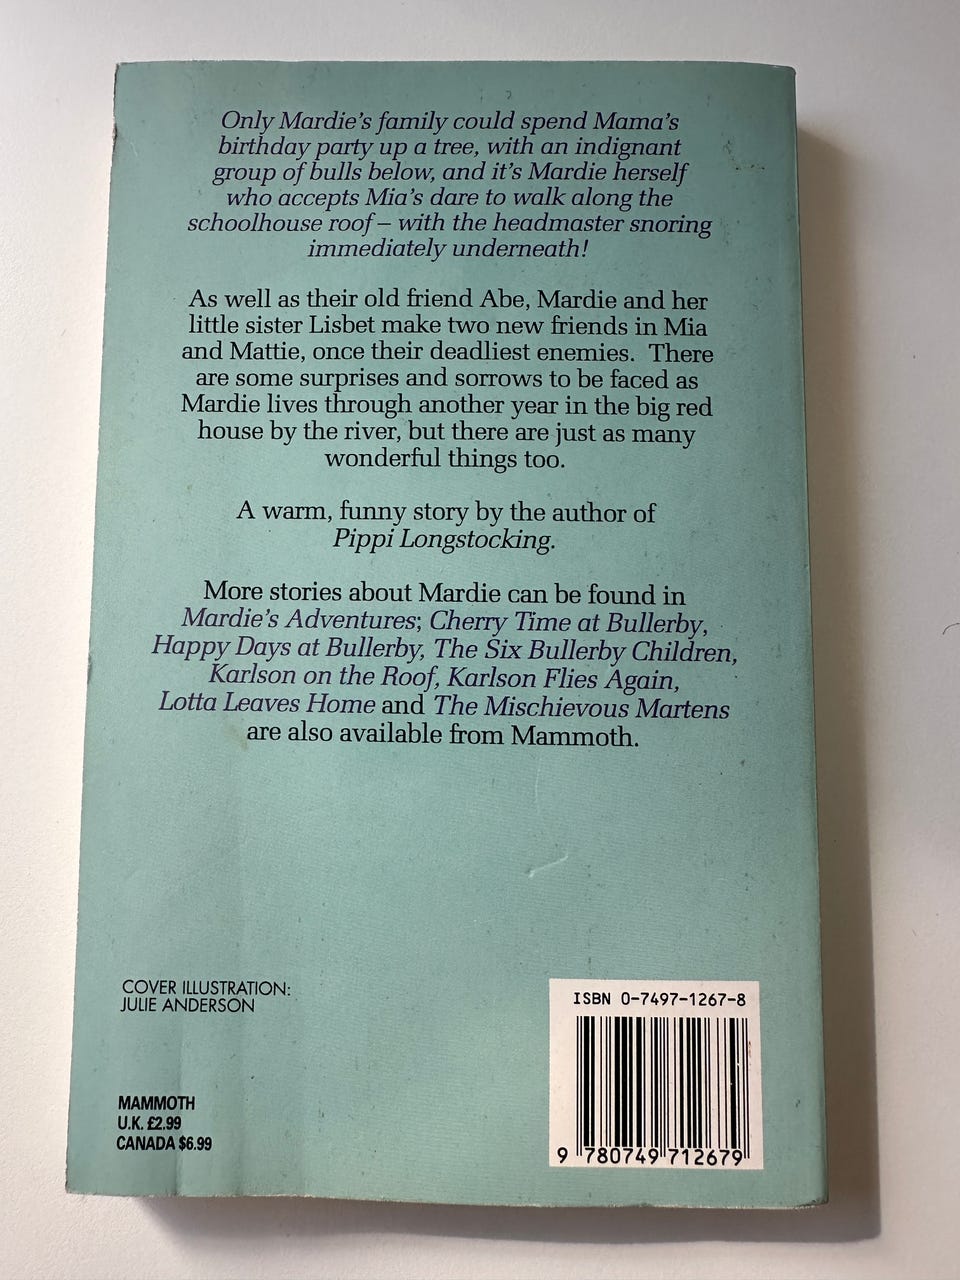 Only Mardie's family could spend Mama's
birthday party up a tree, with an indignant
group of bulls below, and it's Mardie herself
who accepts Mia's dare to walk along the
schoolhouse roof – with the headmaster snoring
immediately underneath!
As well as their old friend Abe, Mardie and her
little sister Lisbet make two new friends in Mia
and Mattie, once their deadliest enemies. There
are some surprises and sorrows to be faced as
Mardie lives through another year in the big red
house by the river, but there are just as many
wonderful things too.
A warm, funny story by the author of
Pippi Longstocking.
More stories about Mardie can be found in
Mardie's Adventures; Cherry Time at Bullerby,
Happy Days at Bullerby, The Six Bullerby Children,
Karlson on the Roof, Karlson Flies Again,
Lotta Leaves Home and The Mischievous Martens
are also available from Mammoth.
COVER ILLUSTRATION:
JULIE ANDERSON
MAMMOTH
U.K. £2.99
CANADA $6.99
ISBN 0-7497-1267-8
9 780749 712679